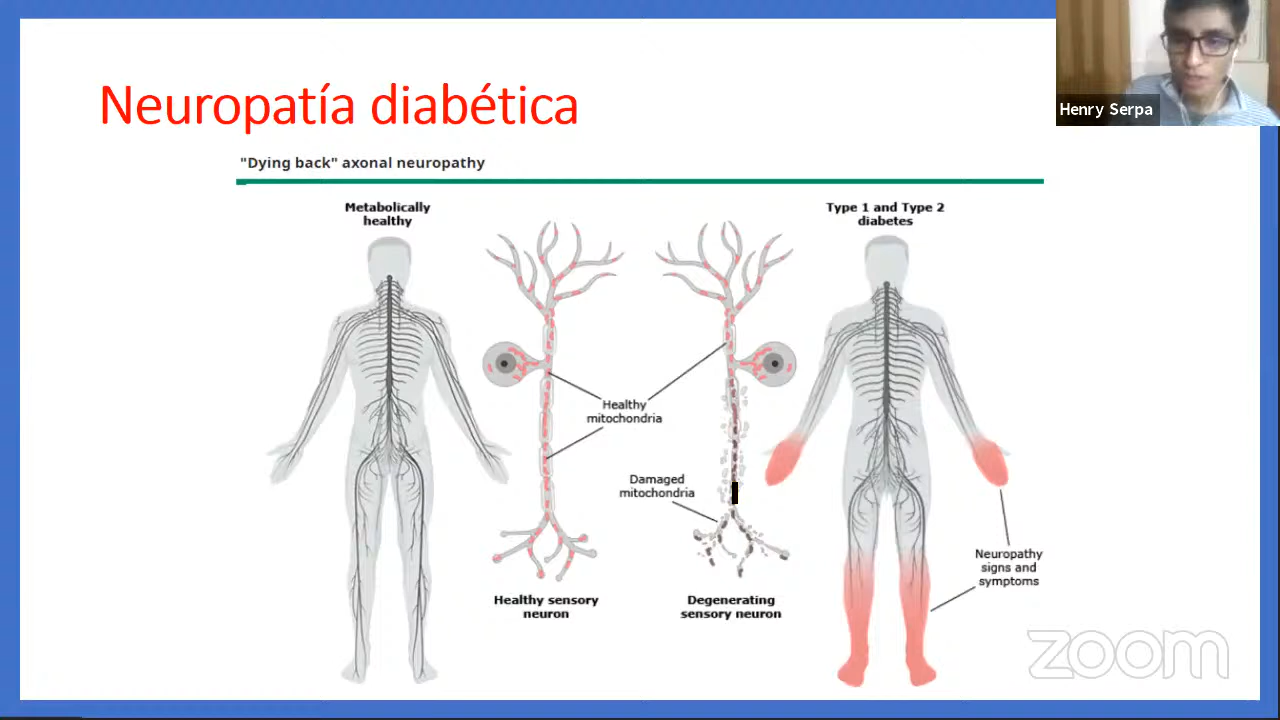 Neuropatía diabética
Henry Serpa
"Dying back" axonal neuropathy
Metabolically
healthy
Type 1 and Type 2
diabetes
Healthy
mitochondria
Damaged
mitochondria
Neuropathy
signs and
symptoms
Healthy sensory
neuron
Degenerating
sensory neuron
zoom